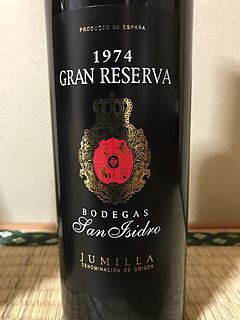 PRODUCTO DE ESPAÑA
1974
GRAN RESERVA
BODEGAS
San Isidro
JUMILLA
DENOMINACIÓN DE ORIGEN